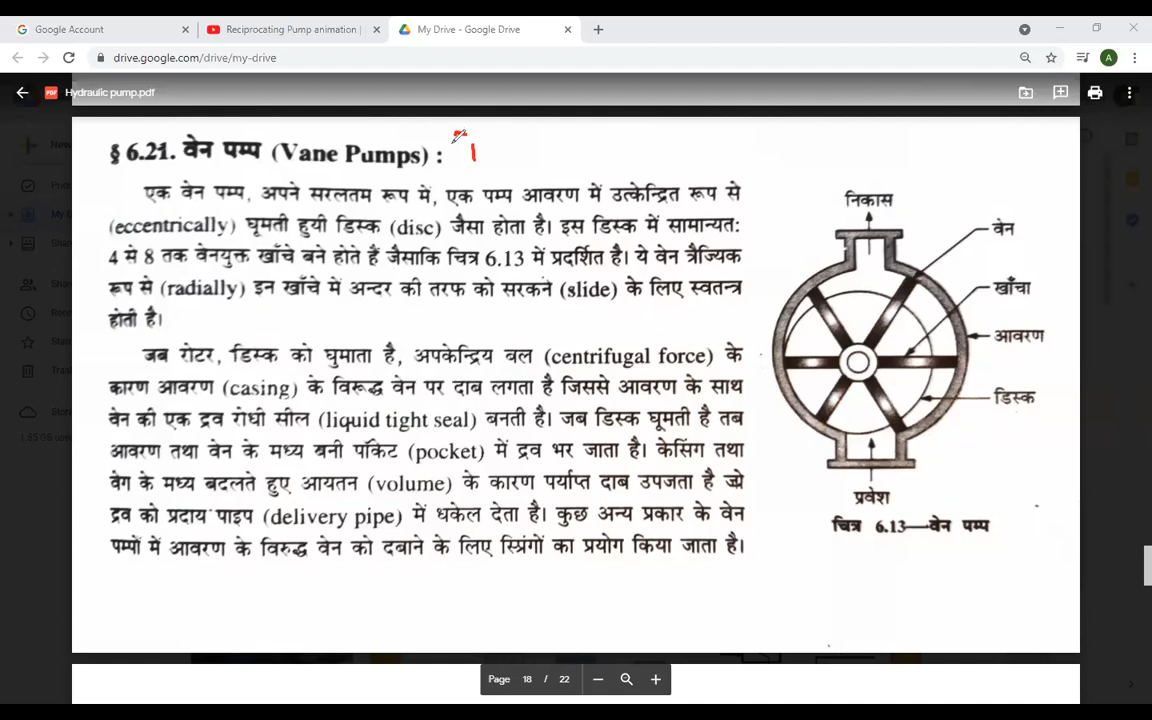 Google Account
Reciprocating Pump animation |
My Drive - Google Drive
drive.google.com/drive/my-drive
A
PDF
Hydraulic pump.pdf
§ 6.21. वेन पम्प (Vane Pumps) :
एक वेन पम्प, अपने सरलतम रूप में, एक पम्प आवरण में उत्केन्द्रित रूप से
(eccentrically) घूमती हुयी डिस्क (disc) जैसा होता है। इस डिस्क में सामान्यतः
4 से 8 तक वेनयुक्त खाँचे बने होते हैं जैसाकि चित्र 6.13 में प्रदर्शित है। ये वेन त्रैज्यिक
रूप से (radially) इन खाँचे में अन्दर की तरफ को सरकने (slide) के लिए स्वतन्त्र
होती है।
जब रोटर, डिस्क को घुमाता है, अपकेन्द्रिय बल (centrifugal force) के
कारण आवरण (casing) के विरूद्ध वेन पर दाब लगता है जिससे आवरण के साथ
वेन की एक द्रव रोधी सील (liquid tight seal) बनती है। जब डिस्क घूमती है तब
आवरण तथा वेन के मध्य बनी पॉकेट (pocket) में द्रव भर जाता है। केसिंग तथा
वेग के मध्य बदलते हुए आयतन (volume) के कारण पर्याप्त दाब उपजता है जो
द्रव को प्रदाय पाइप (delivery pipe) में धकेल देता है। कुछ अन्य प्रकार के वेन
पम्पों में आवरण के विरुद्ध वेन को दबाने के लिए स्प्रिंगों का प्रयोग किया जाता है।
निकास
वेन
खाँचा
आवरण
डिस्क
प्रवेश
चित्र 6.13—वेन पम्प
Page 18 / 22